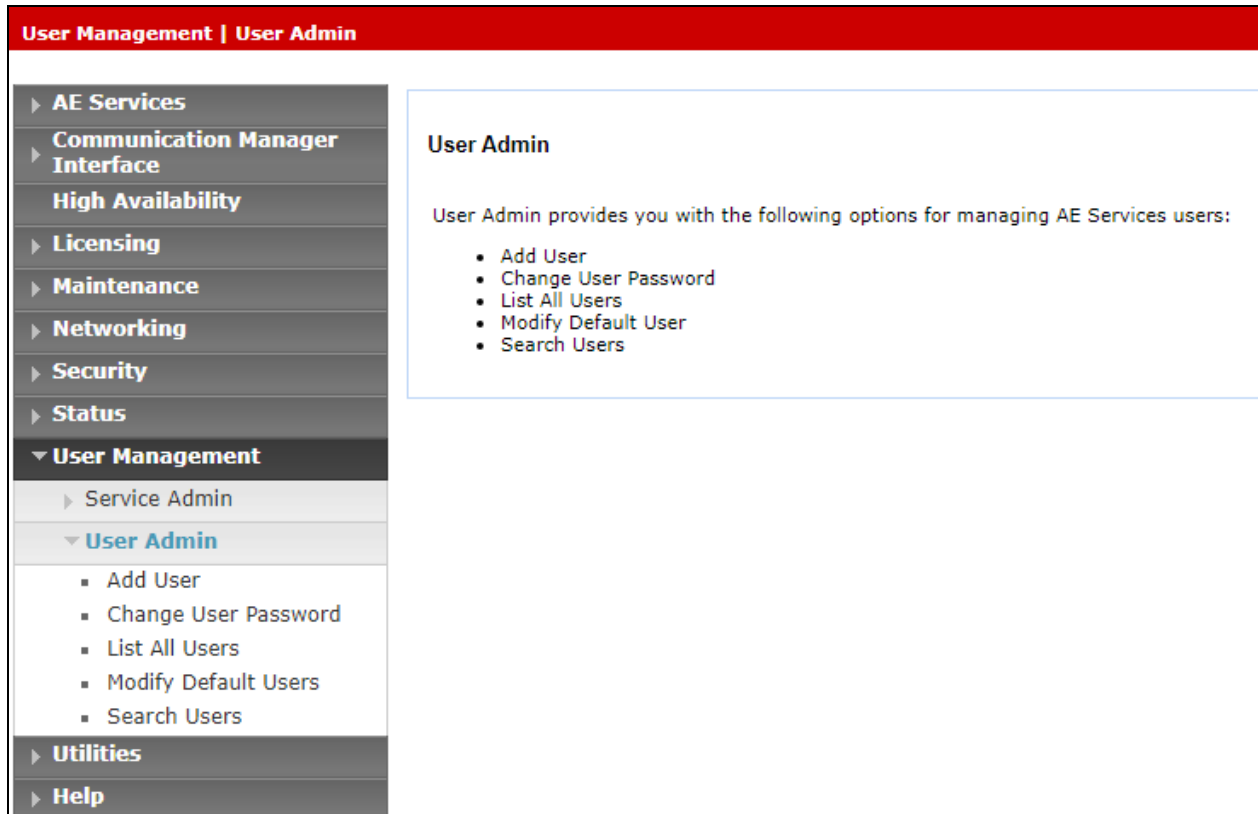 User Management | User Admin
AE Services
Communication Manager
Interface
High Availability
Licensing
Maintenance
Networking
Security
Status
User Management
Service Admin
User Admin
Add User
Change User Password
List All Users
Modify Default Users
Search Users
Utilities
Help
User Admin
User Admin provides you with the following options for managing AE Services users:
Add User
Change User Password
List All Users
Modify Default User
Search Users